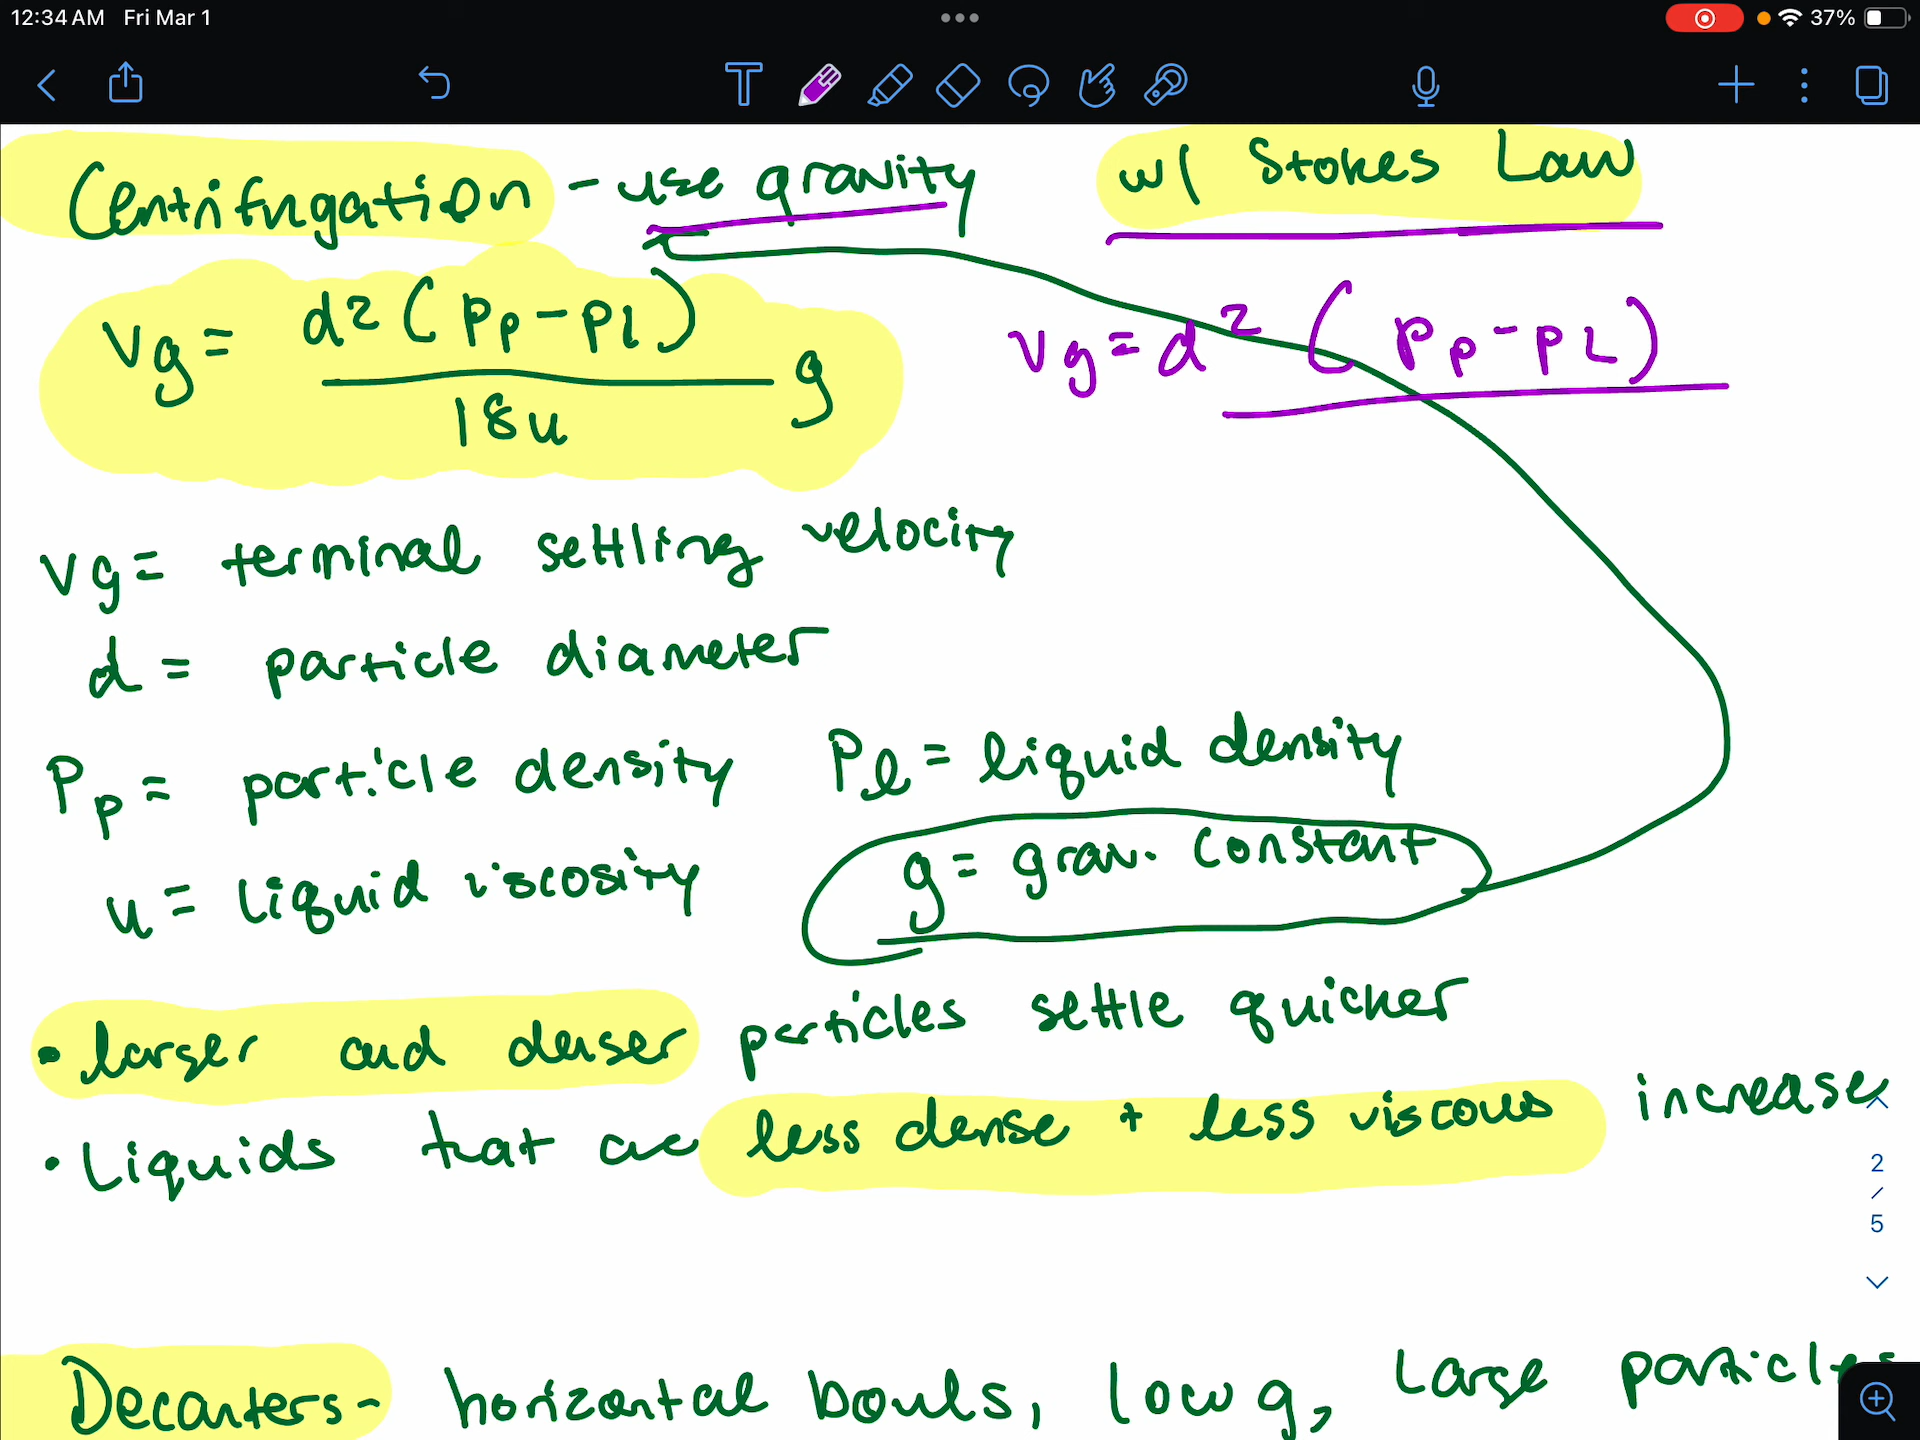 12:34 AM Fri Mar 1
37%
Centrifugation - use gravity
w/ Stokes Law
Vg = d2 (Pp - Pl) / 18u g
Vg = d² (Pp - PL)
Vg = terminal settling velocity
d = particle diameter
Pp = particle density
Pl = liquid density
u = liquid viscosity
g = grav. constant
• larger and denser particles settle quicker
• Liquids that are less dense + less viscous increase
2
/
5
Decanters - horizontal bowls, low g, large particles